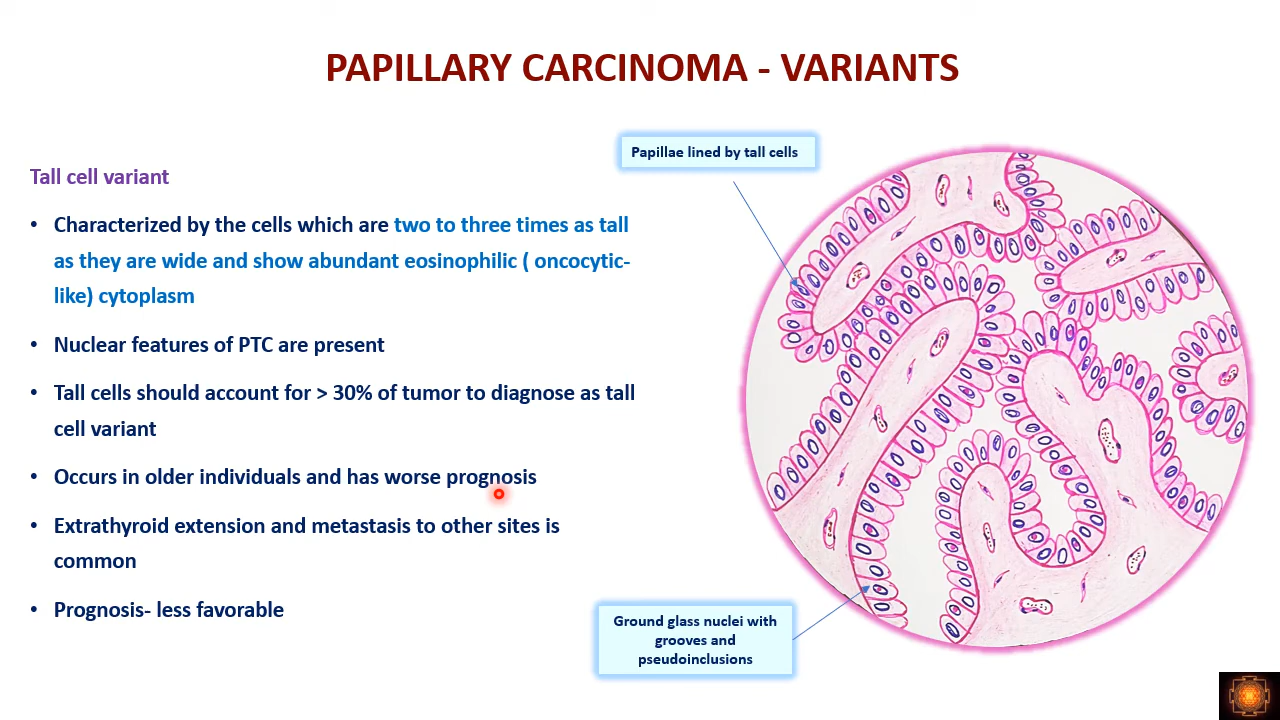 PAPILLARY CARCINOMA - VARIANTS
Papillae lined by tall cells
Tall cell variant
• Characterized by the cells which are two to three times as tall
as they are wide and show abundant eosinophilic ( oncocytic-
like) cytoplasm
• Nuclear features of PTC are present
• Tall cells should account for > 30% of tumor to diagnose as tall
cell variant
• Occurs in older individuals and has worse prognosis
• Extrathyroid extension and metastasis to other sites is
common
• Prognosis- less favorable
Ground glass nuclei with
grooves and
pseudoinclusions